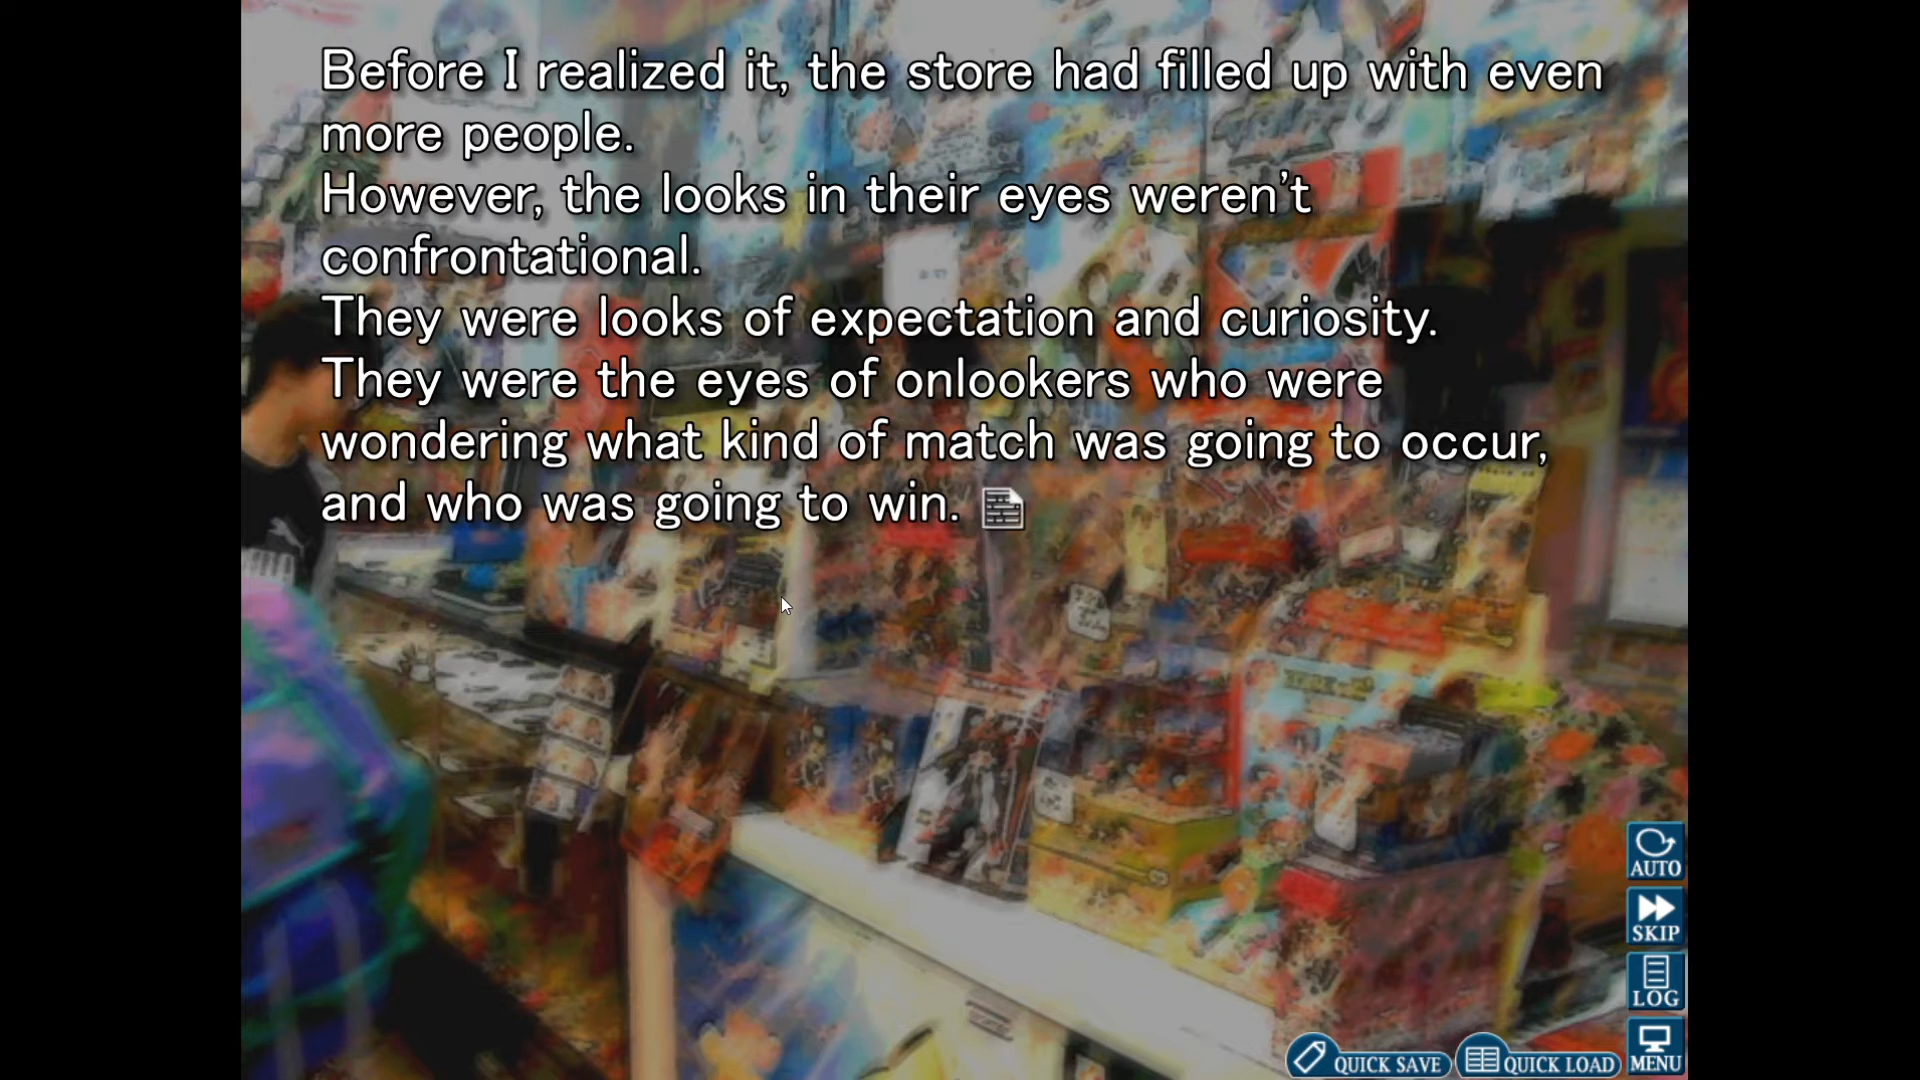 Before I realized it, the store had filled up with even
more people.
However, the looks in their eyes weren't
confrontational.
They were looks of expectation and curiosity.
They were the eyes of onlookers who were
wondering what kind of match was going to occur,
and who was going to win.
AUTO
SKIP
LOG
MENU
QUICK SAVE
QUICK LOAD